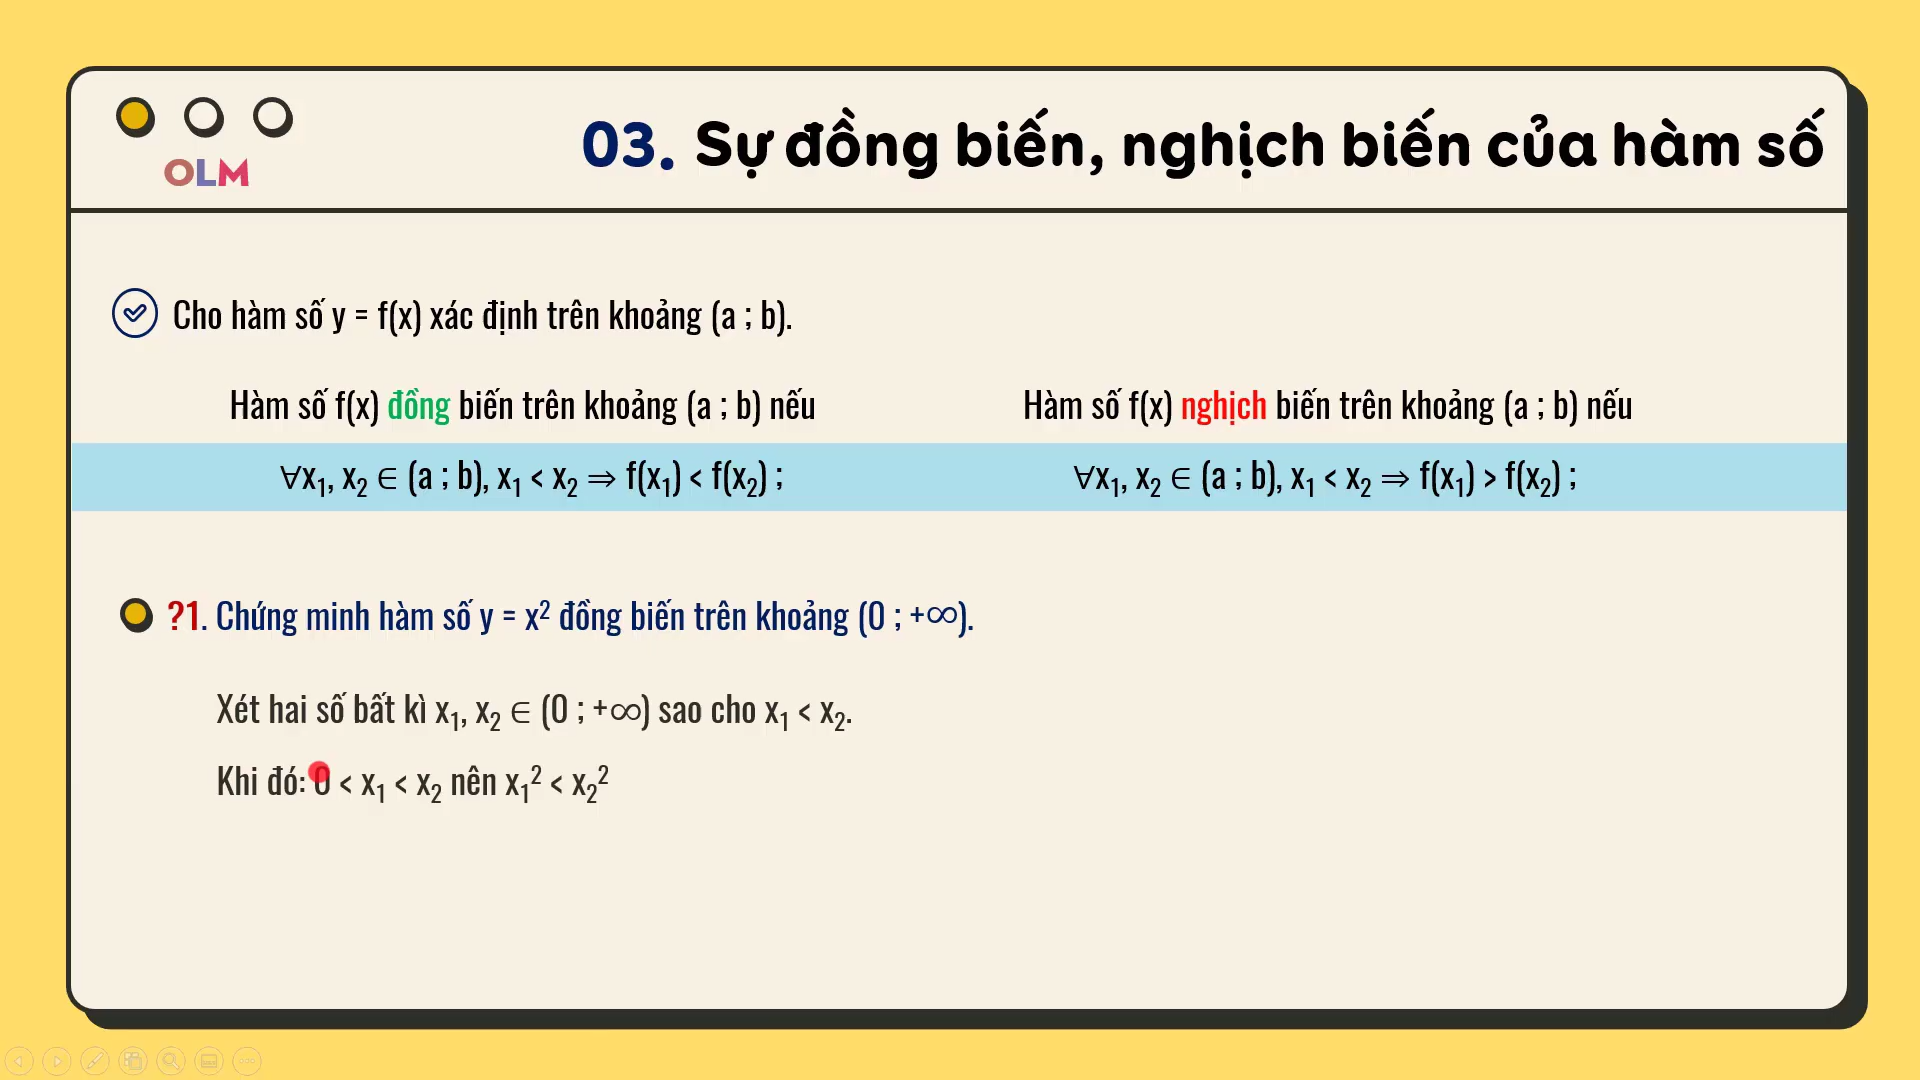 OLM
03. Sự đồng biến, nghịch biến của hàm số
Cho hàm số y = f(x) xác định trên khoảng (a ; b).
Hàm số f(x) đồng biến trên khoảng (a ; b) nếu
∀x₁, x₂ ∈ (a ; b), x₁ < x₂ ⇒ f(x₁) < f(x₂) ;
Hàm số f(x) nghịch biến trên khoảng (a ; b) nếu
∀x₁, x₂ ∈ (a ; b), x₁ < x₂ ⇒ f(x₁) > f(x₂) ;
?1. Chứng minh hàm số y = x² đồng biến trên khoảng (0 ; +∞).
Xét hai số bất kì x₁, x₂ ∈ (0 ; +∞) sao cho x₁ < x₂.
Khi đó: 0 < x₁ < x₂ nên x₁² < x₂²